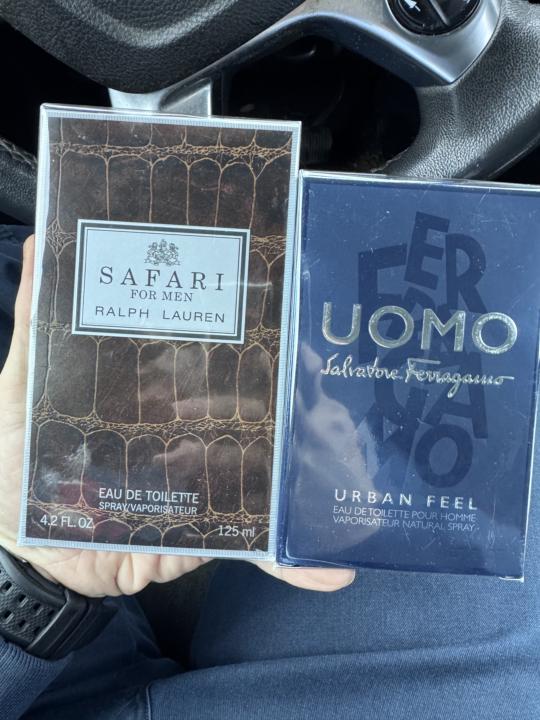 SAFARI
FOR MEN
RALPH LAUREN
EAU DE TOILETTE
SPRAY/VAPORISATEUR
4.2 FL. OZ
125 ml
FERRAGAMO
UOMO
Salvatore Ferragamo
URBAN FEEL
EAU DE TOILETTE POUR HOMME
VAPORISATEUR NATURAL SPRAY